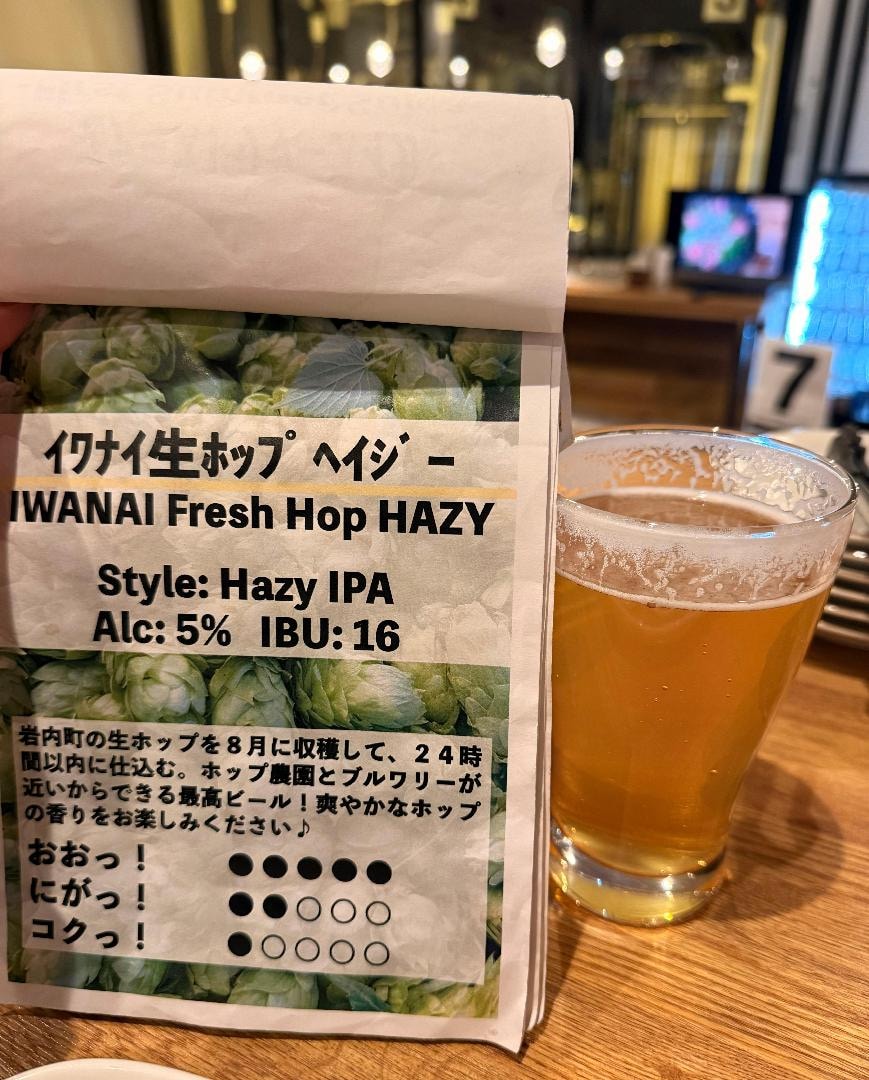 イワナイ生ホップ ヘイジー
IWANAI Fresh Hop HAZY
Style: Hazy IPA
Alc: 5% IBU: 16
岩内町の生ホップを８月に収穫して、２４時
間以内に仕込む。ホップ農園とブルワリーが
近いからできる最高ビール！爽やかなホップ
の香りをお楽しみください♪
おおっ！ ●●●●●
にがっ！ ●●○○○
コクっ！ ●○○○○
7